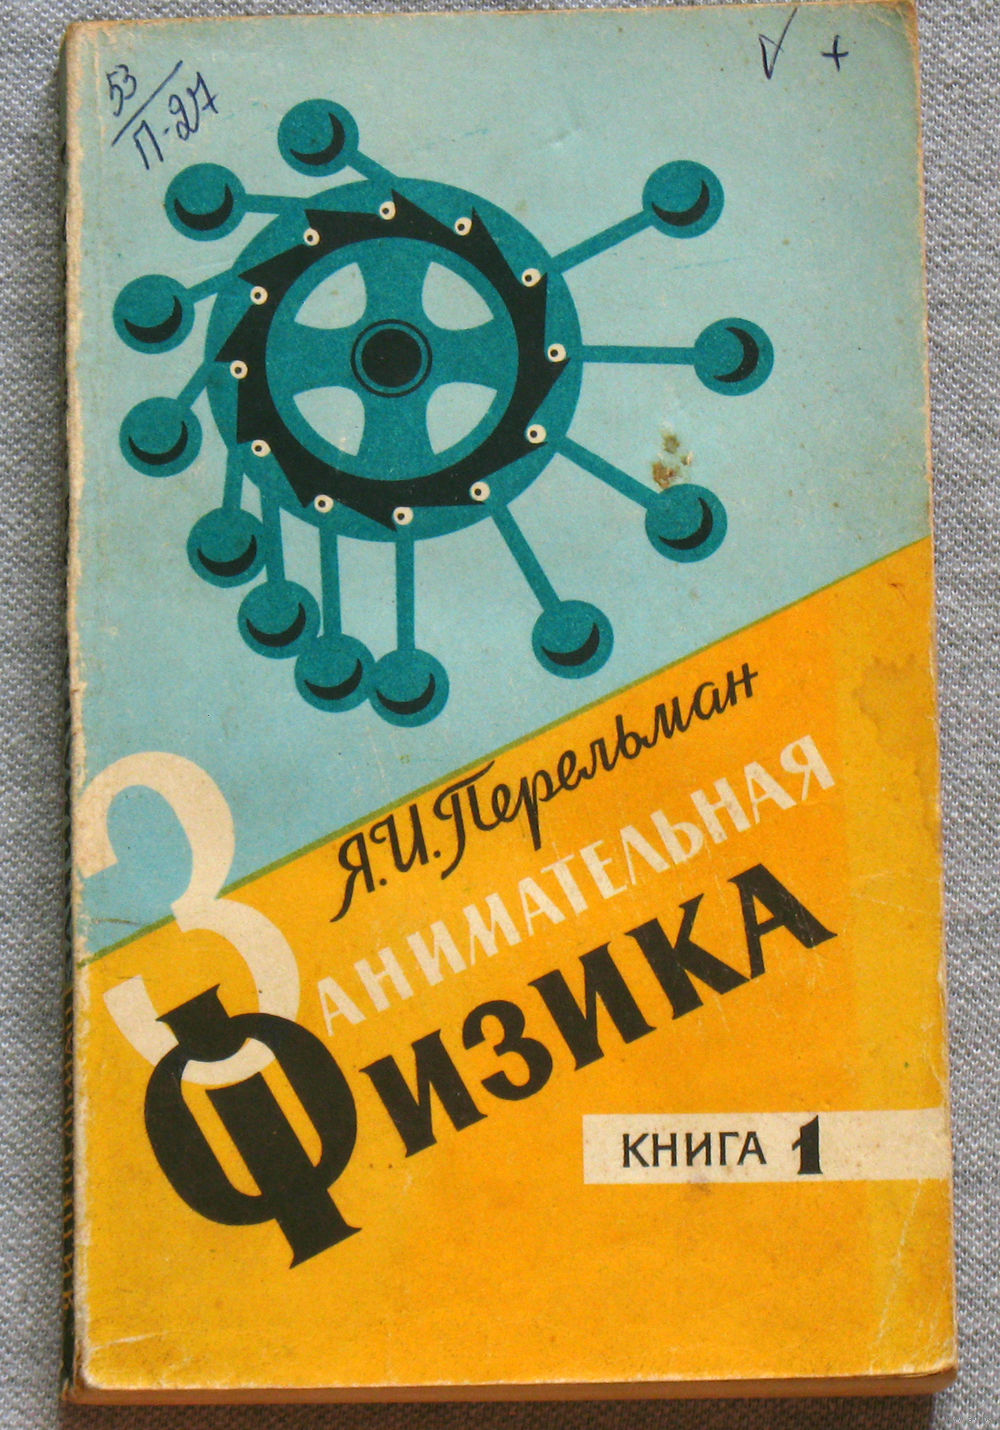 53
П-27
Я.И.Перельман
ЗАНИМАТЕЛЬНАЯ
ФИЗИКА
КНИГА 1